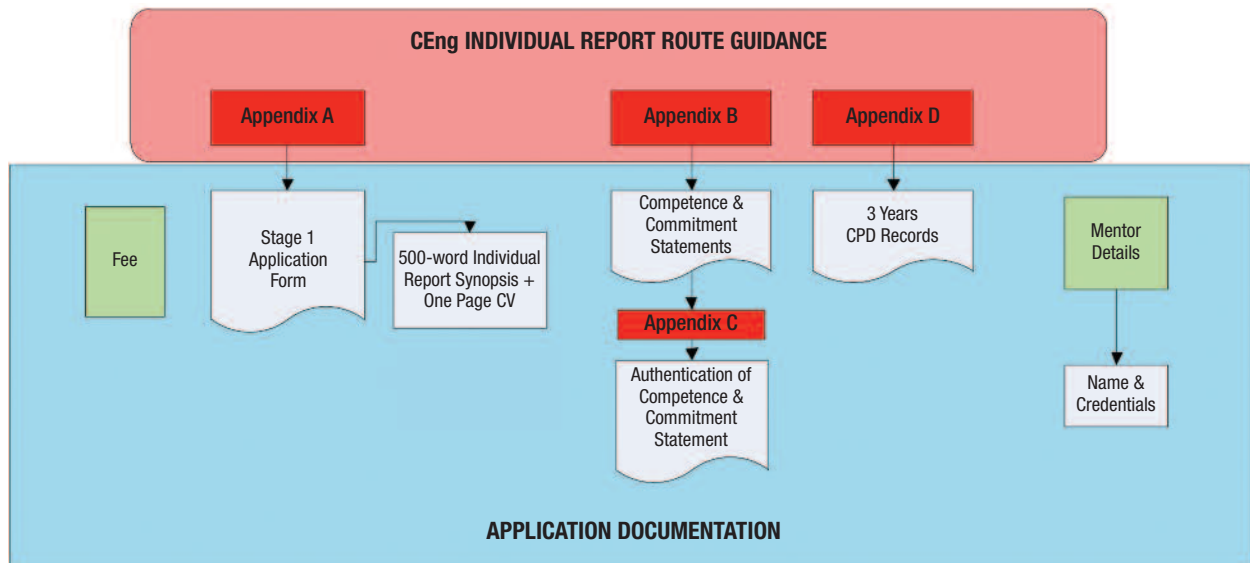 CEng INDIVIDUAL REPORT ROUTE GUIDANCE
Appendix A
Appendix B
Appendix D
Fee
Stage 1
Application
Form
500-word Individual
Report Synopsis +
One Page CV
Competence &
Commitment
Statements
Appendix C
Authentication of
Competence &
Commitment
Statement
3 Years
CPD Records
Mentor
Details
Name &
Credentials
APPLICATION DOCUMENTATION